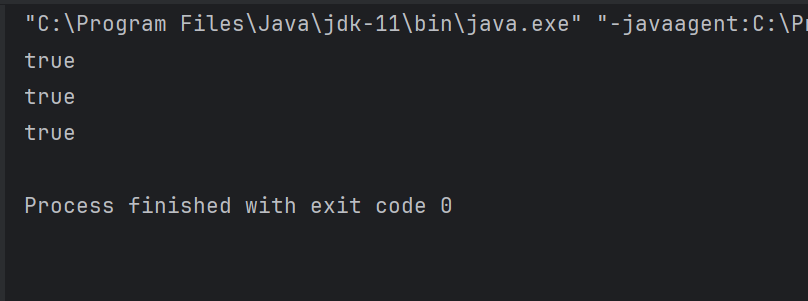 "C:\Program Files\Java\jdk-11\bin\java.exe" "-javaagent:C:\Pr
true
true
true
Process finished with exit code 0